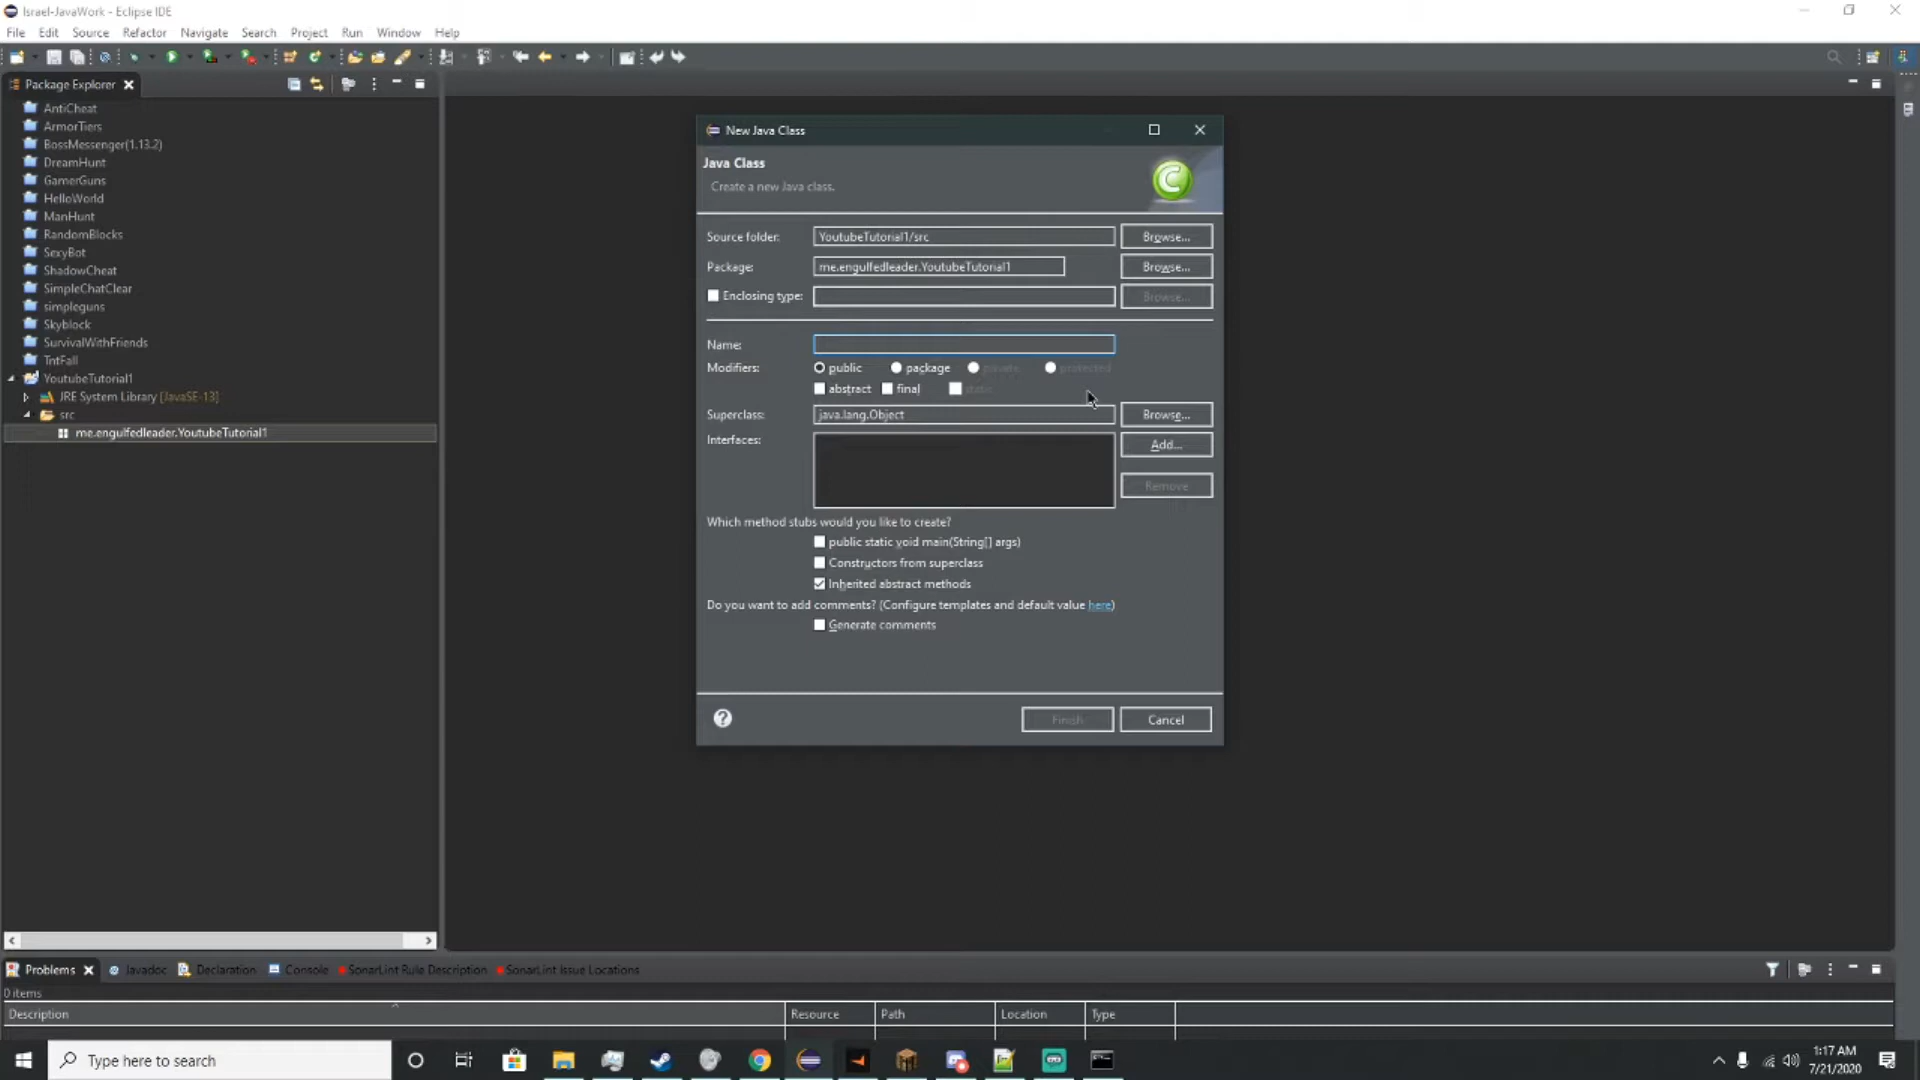 Israel-JavaWork - Eclipse IDE
File Edit Source Refactor Navigate Search Project Run Window Help
Package Explorer
AntiCheat
ArmorTiers
BossMessenger(1.13.2)
DreamHunt
GamerGuns
HelloWorld
ManHunt
RandomBlocks
SexyBot
ShadowCheat
SimpleChatClear
simpleguns
Skyblock
SurvivalWithFriends
TntFall
YoutubeTutorial1
JRE System Library [JavaSE-13]
src
me.engulfedleader.YoutubeTutorial1
New Java Class
Java Class
Create a new Java class.
Source folder: YoutubeTutorial1/src Browse...
Package: me.engulfedleader.YoutubeTutorial1 Browse...
Enclosing type: Browse...
Name:
Modifiers: public package private protected
abstract final static
Superclass: java.lang.Object Browse...
Interfaces: Add...
Remove
Which method stubs would you like to create?
public static void main(String[] args)
Constructors from superclass
Inherited abstract methods
Do you want to add comments? (Configure templates and default value here)
Generate comments
Finish Cancel
Problems Javadoc Declaration Console SonarLint Rule Description SonarLint Issue Locations
0 items
Description Resource Path Location Type
Type here to search
1:17 AM
7/21/2020